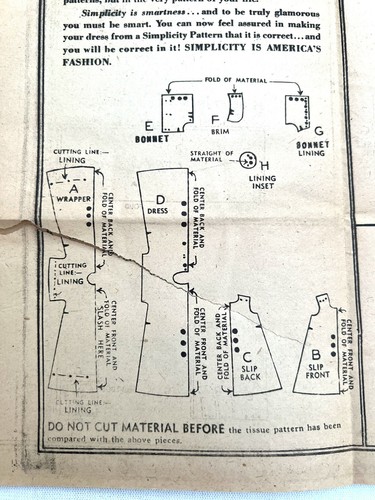 patterns, but in the very pattern of your life!
Simplicity is smartness...and to be truly glamorous
you must be smart. You can now feel assured in making
your dress from a Simplicity Pattern that it is correct...and
you will be correct in it! SIMPLICITY IS AMERICA'S
FASHION.
FOLD OF MATERIAL
E
BONNET
F
BRIM
G
BONNET
LINING
STRAIGHT OF
MATERIAL
H
LINING
INSET
CUTTING LINE:—
LINING
A
WRAPPER
CENTER BACK AND
FOLD OF MATERIAL
CUTTING
LINE:—
LINING
CENTER FRONT AND
FOLD OF MATERIAL
SLASH HERE
CUTTING LINE:—
LINING
D
DRESS
CENTER BACK AND
FOLD OF MATERIAL
CENTER FRONT AND
FOLD OF MATERIAL
CENTER BACK AND
FOLD OF MATERIAL
C
SLIP
BACK
B
SLIP
FRONT
CENTER FRONT AND
FOLD OF MATERIAL
DO NOT CUT MATERIAL BEFORE the tissue pattern has been
compared with the above pieces.